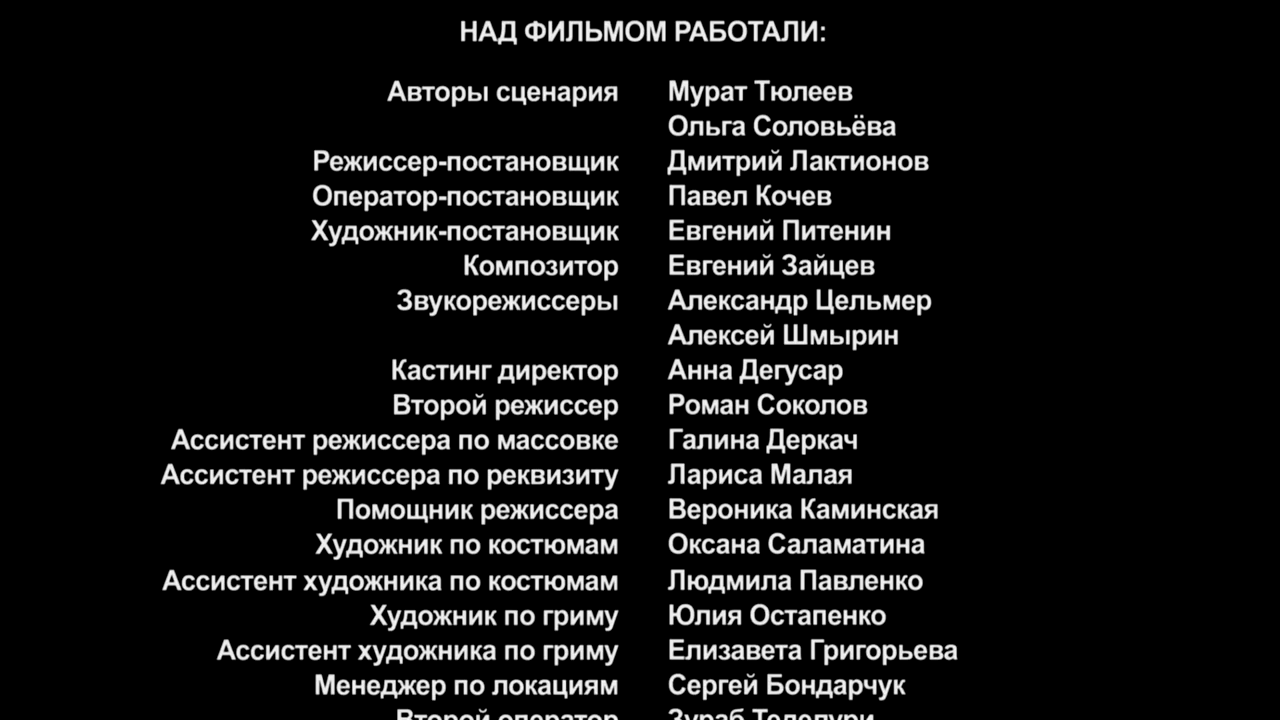 НАД ФИЛЬМОМ РАБОТАЛИ:
Авторы сценария Мурат Тюлеев
Ольга Соловьёва
Режиссер-постановщик Дмитрий Лактионов
Оператор-постановщик Павел Кочев
Художник-постановщик Евгений Питенин
Композитор Евгений Зайцев
Звукорежиссеры Александр Цельмер
Алексей Шмырин
Кастинг директор Анна Дегусар
Второй режиссер Роман Соколов
Ассистент режиссера по массовке Галина Деркач
Ассистент режиссера по реквизиту Лариса Малая
Помощник режиссера Вероника Каминская
Художник по костюмам Оксана Саламатина
Ассистент художника по костюмам Людмила Павленко
Художник по гриму Юлия Остапенко
Ассистент художника по гриму Елизавета Григорьева
Менеджер по локациям Сергей Бондарчук
Второй оператор Зураб